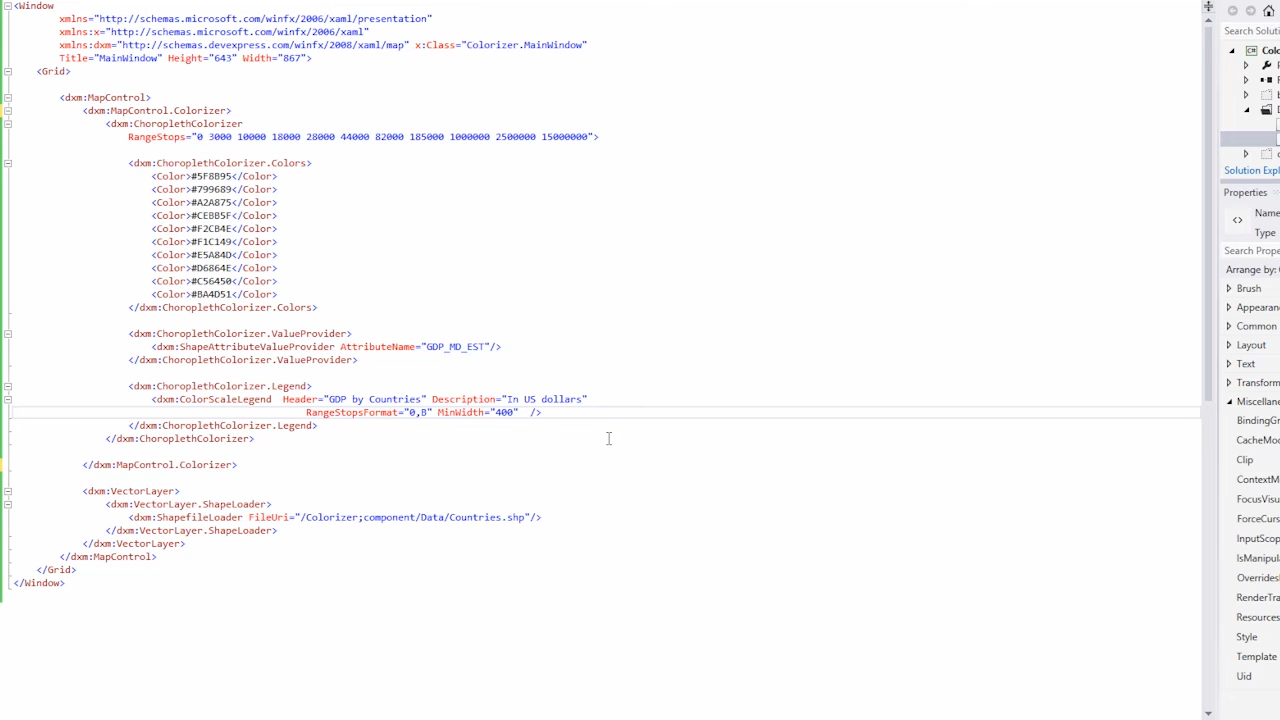 <Window
xmlns="http://schemas.microsoft.com/winfx/2006/xaml/presentation"
xmlns:x="http://schemas.microsoft.com/winfx/2006/xaml"
xmlns:dxm="http://schemas.devexpress.com/winfx/2008/xaml/map" x:Class="Colorizer.MainWindow"
Title="MainWindow" Height="643" Width="867">
<Grid>
<dxm:MapControl>
<dxm:MapControl.Colorizer>
<dxm:ChoroplethColorizer
RangeStops="0 3000 10000 18000 28000 44000 82000 185000 1000000 2500000 15000000">
<dxm:ChoroplethColorizer.Colors>
<Color>#5F8B95</Color>
<Color>#799689</Color>
<Color>#A2A875</Color>
<Color>#CEBB5F</Color>
<Color>#F2CB4E</Color>
<Color>#F1C149</Color>
<Color>#E5A84D</Color>
<Color>#D6864E</Color>
<Color>#C56450</Color>
<Color>#BA4D51</Color>
</dxm:ChoroplethColorizer.Colors>
<dxm:ChoroplethColorizer.ValueProvider>
<dxm:ShapeAttributeValueProvider AttributeName="GDP_MD_EST"/>
</dxm:ChoroplethColorizer.ValueProvider>
<dxm:ChoroplethColorizer.Legend>
<dxm:ColorScaleLegend Header="GDP by Countries" Description="In US dollars"
RangeStopsFormat="0,B" MinWidth="400" />
</dxm:ChoroplethColorizer.Legend>
</dxm:ChoroplethColorizer>
</dxm:MapControl.Colorizer>
<dxm:VectorLayer>
<dxm:VectorLayer.ShapeLoader>
<dxm:ShapefileLoader FileUri="/Colorizer;component/Data/Countries.shp"/>
</dxm:VectorLayer.ShapeLoader>
</dxm:VectorLayer>
</dxm:MapControl>
</Grid>
</Window>
Search Solu
Colo
Solution Expl
Properties
Name
Type
Search Prope
Arrange by:
Brush
Appearanc
Common
Layout
Text
Transform
Miscellane
BindingGr
CacheMod
Clip
ContextM
FocusVisu
ForceCurs
InputScop
IsManipul
Overrides
RenderTra
Resources
Style
Template
Uid